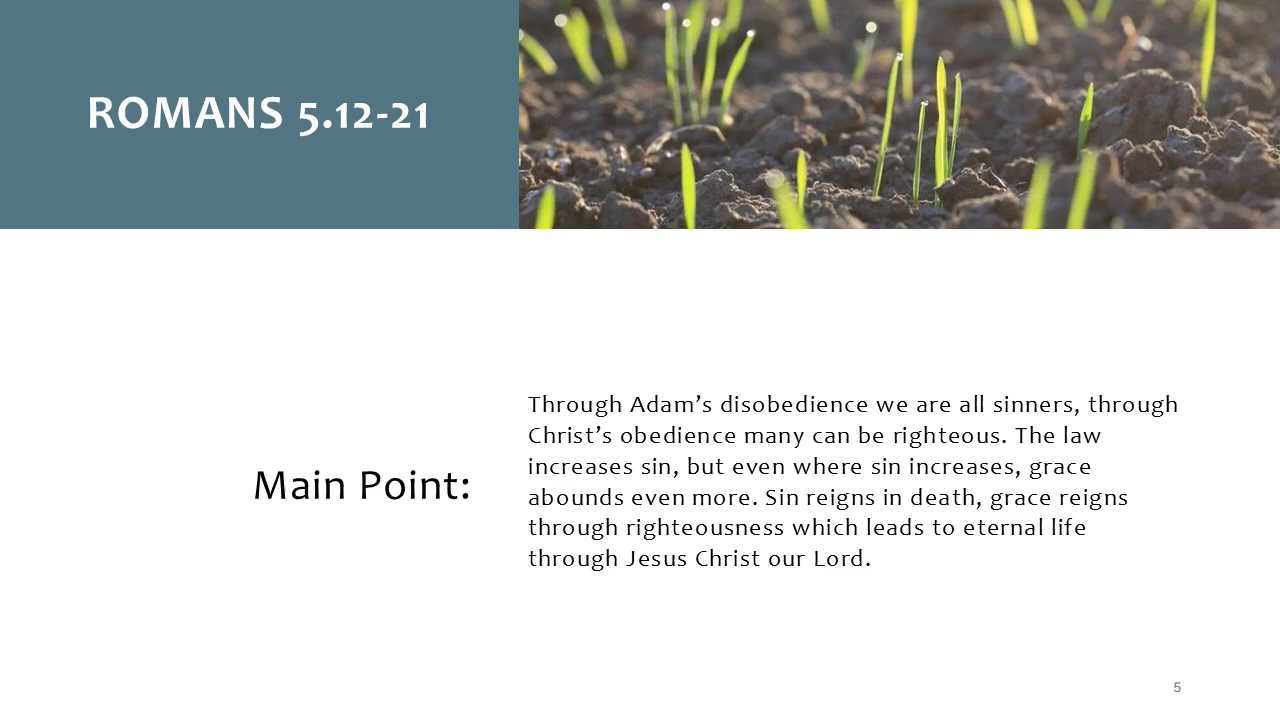 ROMANS 5.12-21
Main Point:
Through Adam’s disobedience we are all sinners, through
Christ’s obedience many can be righteous. The law
increases sin, but even where sin increases, grace
abounds even more. Sin reigns in death, grace reigns
through righteousness which leads to eternal life
through Jesus Christ our Lord.
5